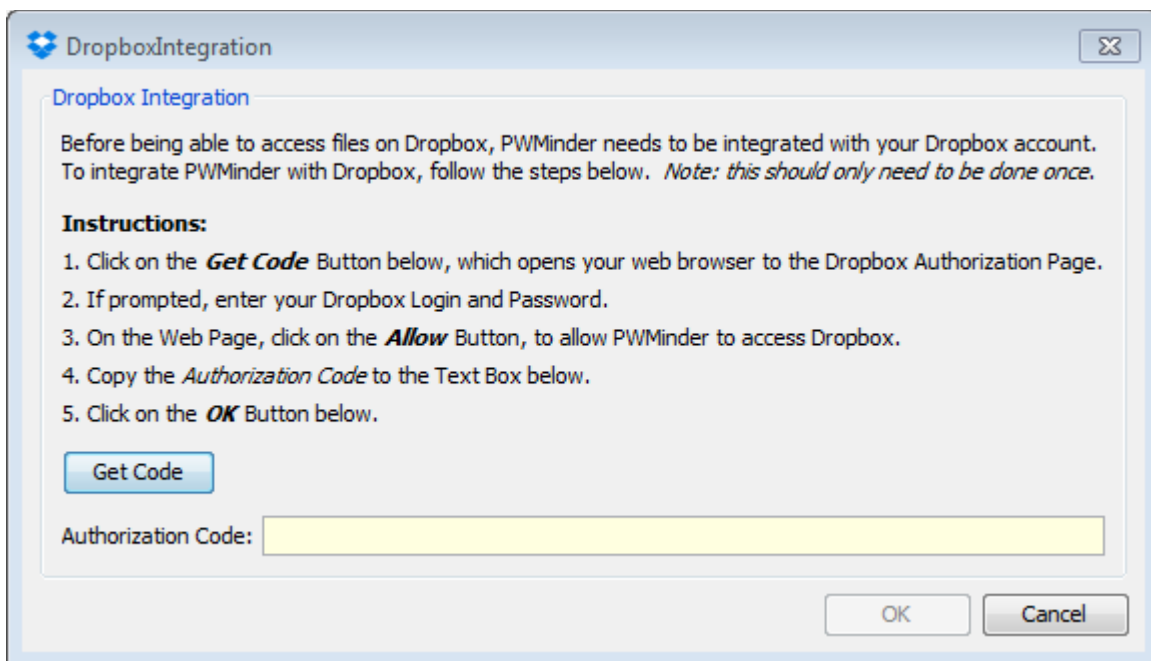 DropboxIntegration
Dropbox Integration
Before being able to access files on Dropbox, PWMinder needs to be integrated with your Dropbox account.
To integrate PWMinder with Dropbox, follow the steps below. Note: this should only need to be done once.
Instructions:
1. Click on the Get Code Button below, which opens your web browser to the Dropbox Authorization Page.
2. If prompted, enter your Dropbox Login and Password.
3. On the Web Page, click on the Allow Button, to allow PWMinder to access Dropbox.
4. Copy the Authorization Code to the Text Box below.
5. Click on the OK Button below.
Get Code
Authorization Code:
OK Cancel